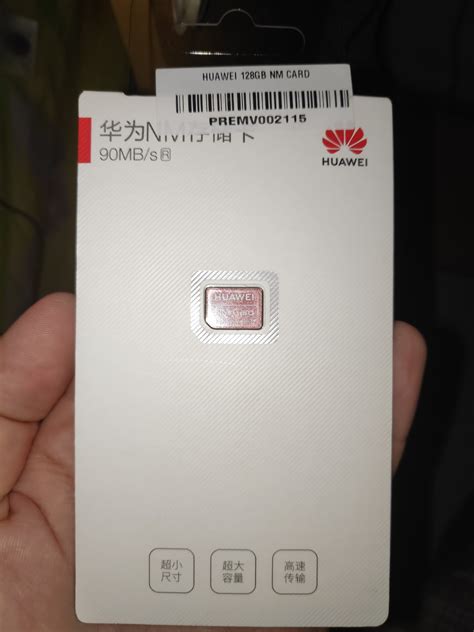 HUAWEI 128GB NM CARD
PREMV002115
华为NM存储卡
90MB/s R
HUAWEI
HUAWEI
超小
尺寸
超大
容量
高速
传输